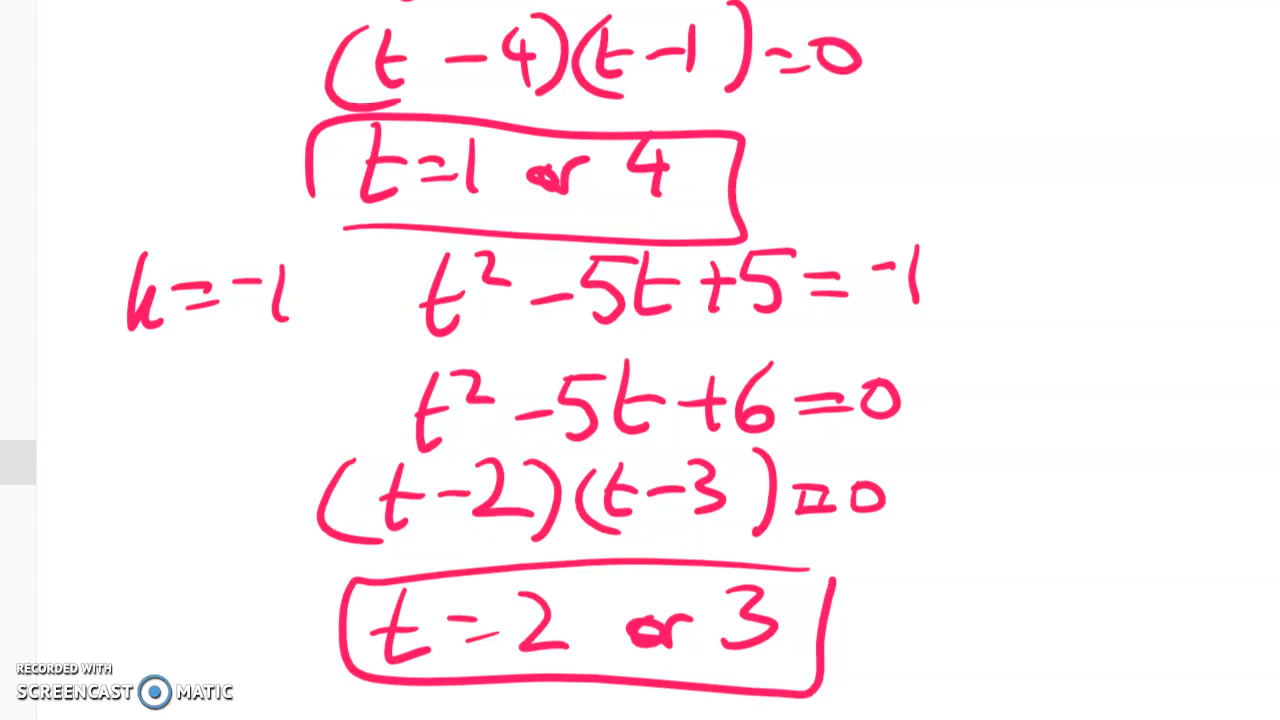 (t - 4)(t - 1) = 0
t = 1 or 4
k = -1 t² - 5t + 5 = -1
t² - 5t + 6 = 0
(t - 2)(t - 3) = 0
t = 2 or 3
RECORDED WITH
SCREENCAST MATIC